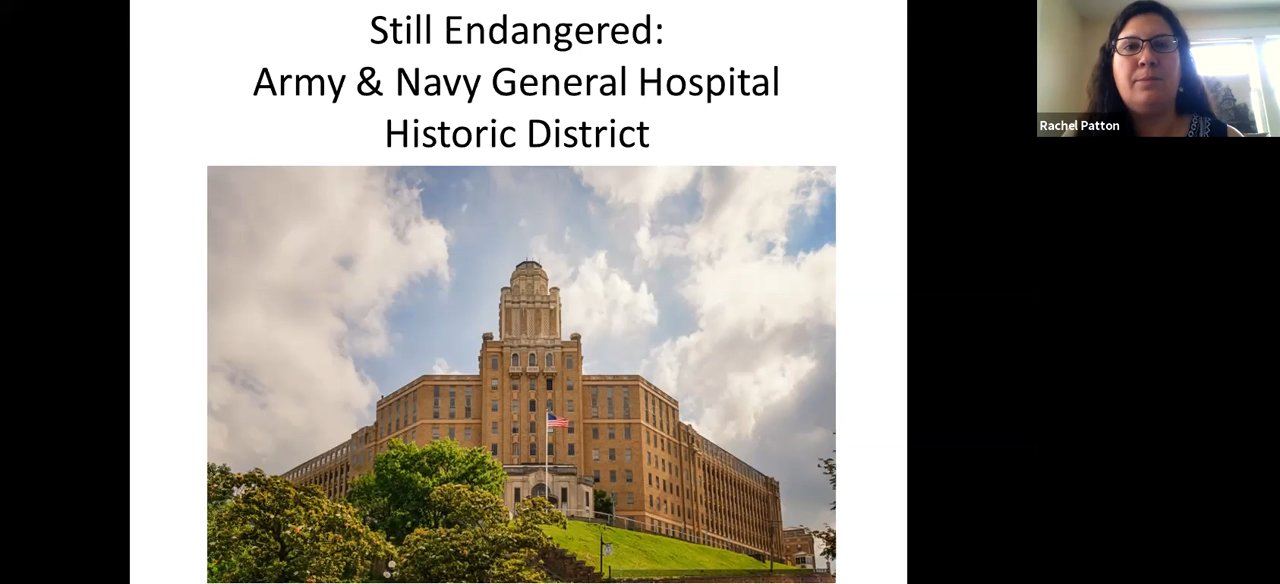 Still Endangered:
Army & Navy General Hospital
Historic District
Rachel Patton